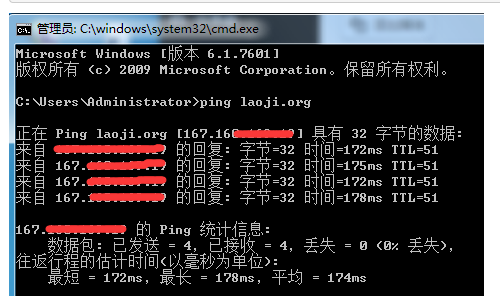 管理员: C:\windows\system32\cmd.exe
Microsoft Windows [版本 6.1.7601]
版权所有 (c) 2009 Microsoft Corporation。保留所有权利。
C:\Users\Administrator>ping laoji.org
正在 Ping laoji.org [167.160 ] 具有 32 字节的数据:
来自 的回复: 字节=32 时间=172ms TTL=51
来自 167. 的回复: 字节=32 时间=175ms TTL=51
来自 167. 的回复: 字节=32 时间=172ms TTL=51
来自 167. 的回复: 字节=32 时间=178ms TTL=51
167. 的 Ping 统计信息:
数据包: 已发送 = 4, 已接收 = 4, 丢失 = 0 (0% 丢失),
往返行程的估计时间(以毫秒为单位):
最短 = 172ms, 最长 = 178ms, 平均 = 174ms